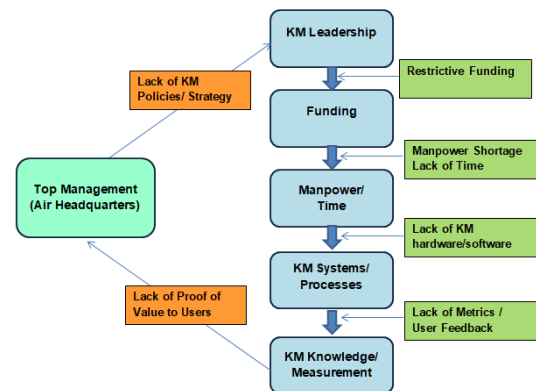 KM Leadership
Lack of KM
Policies/ Strategy
Restrictive Funding
Funding
Manpower Shortage
Lack of Time
Top Management
(Air Headquarters)
Manpower/
Time
Lack of KM
hardware/software
KM Systems/
Processes
Lack of Proof of
Value to Users
Lack of Metrics /
User Feedback
KM Knowledge/
Measurement